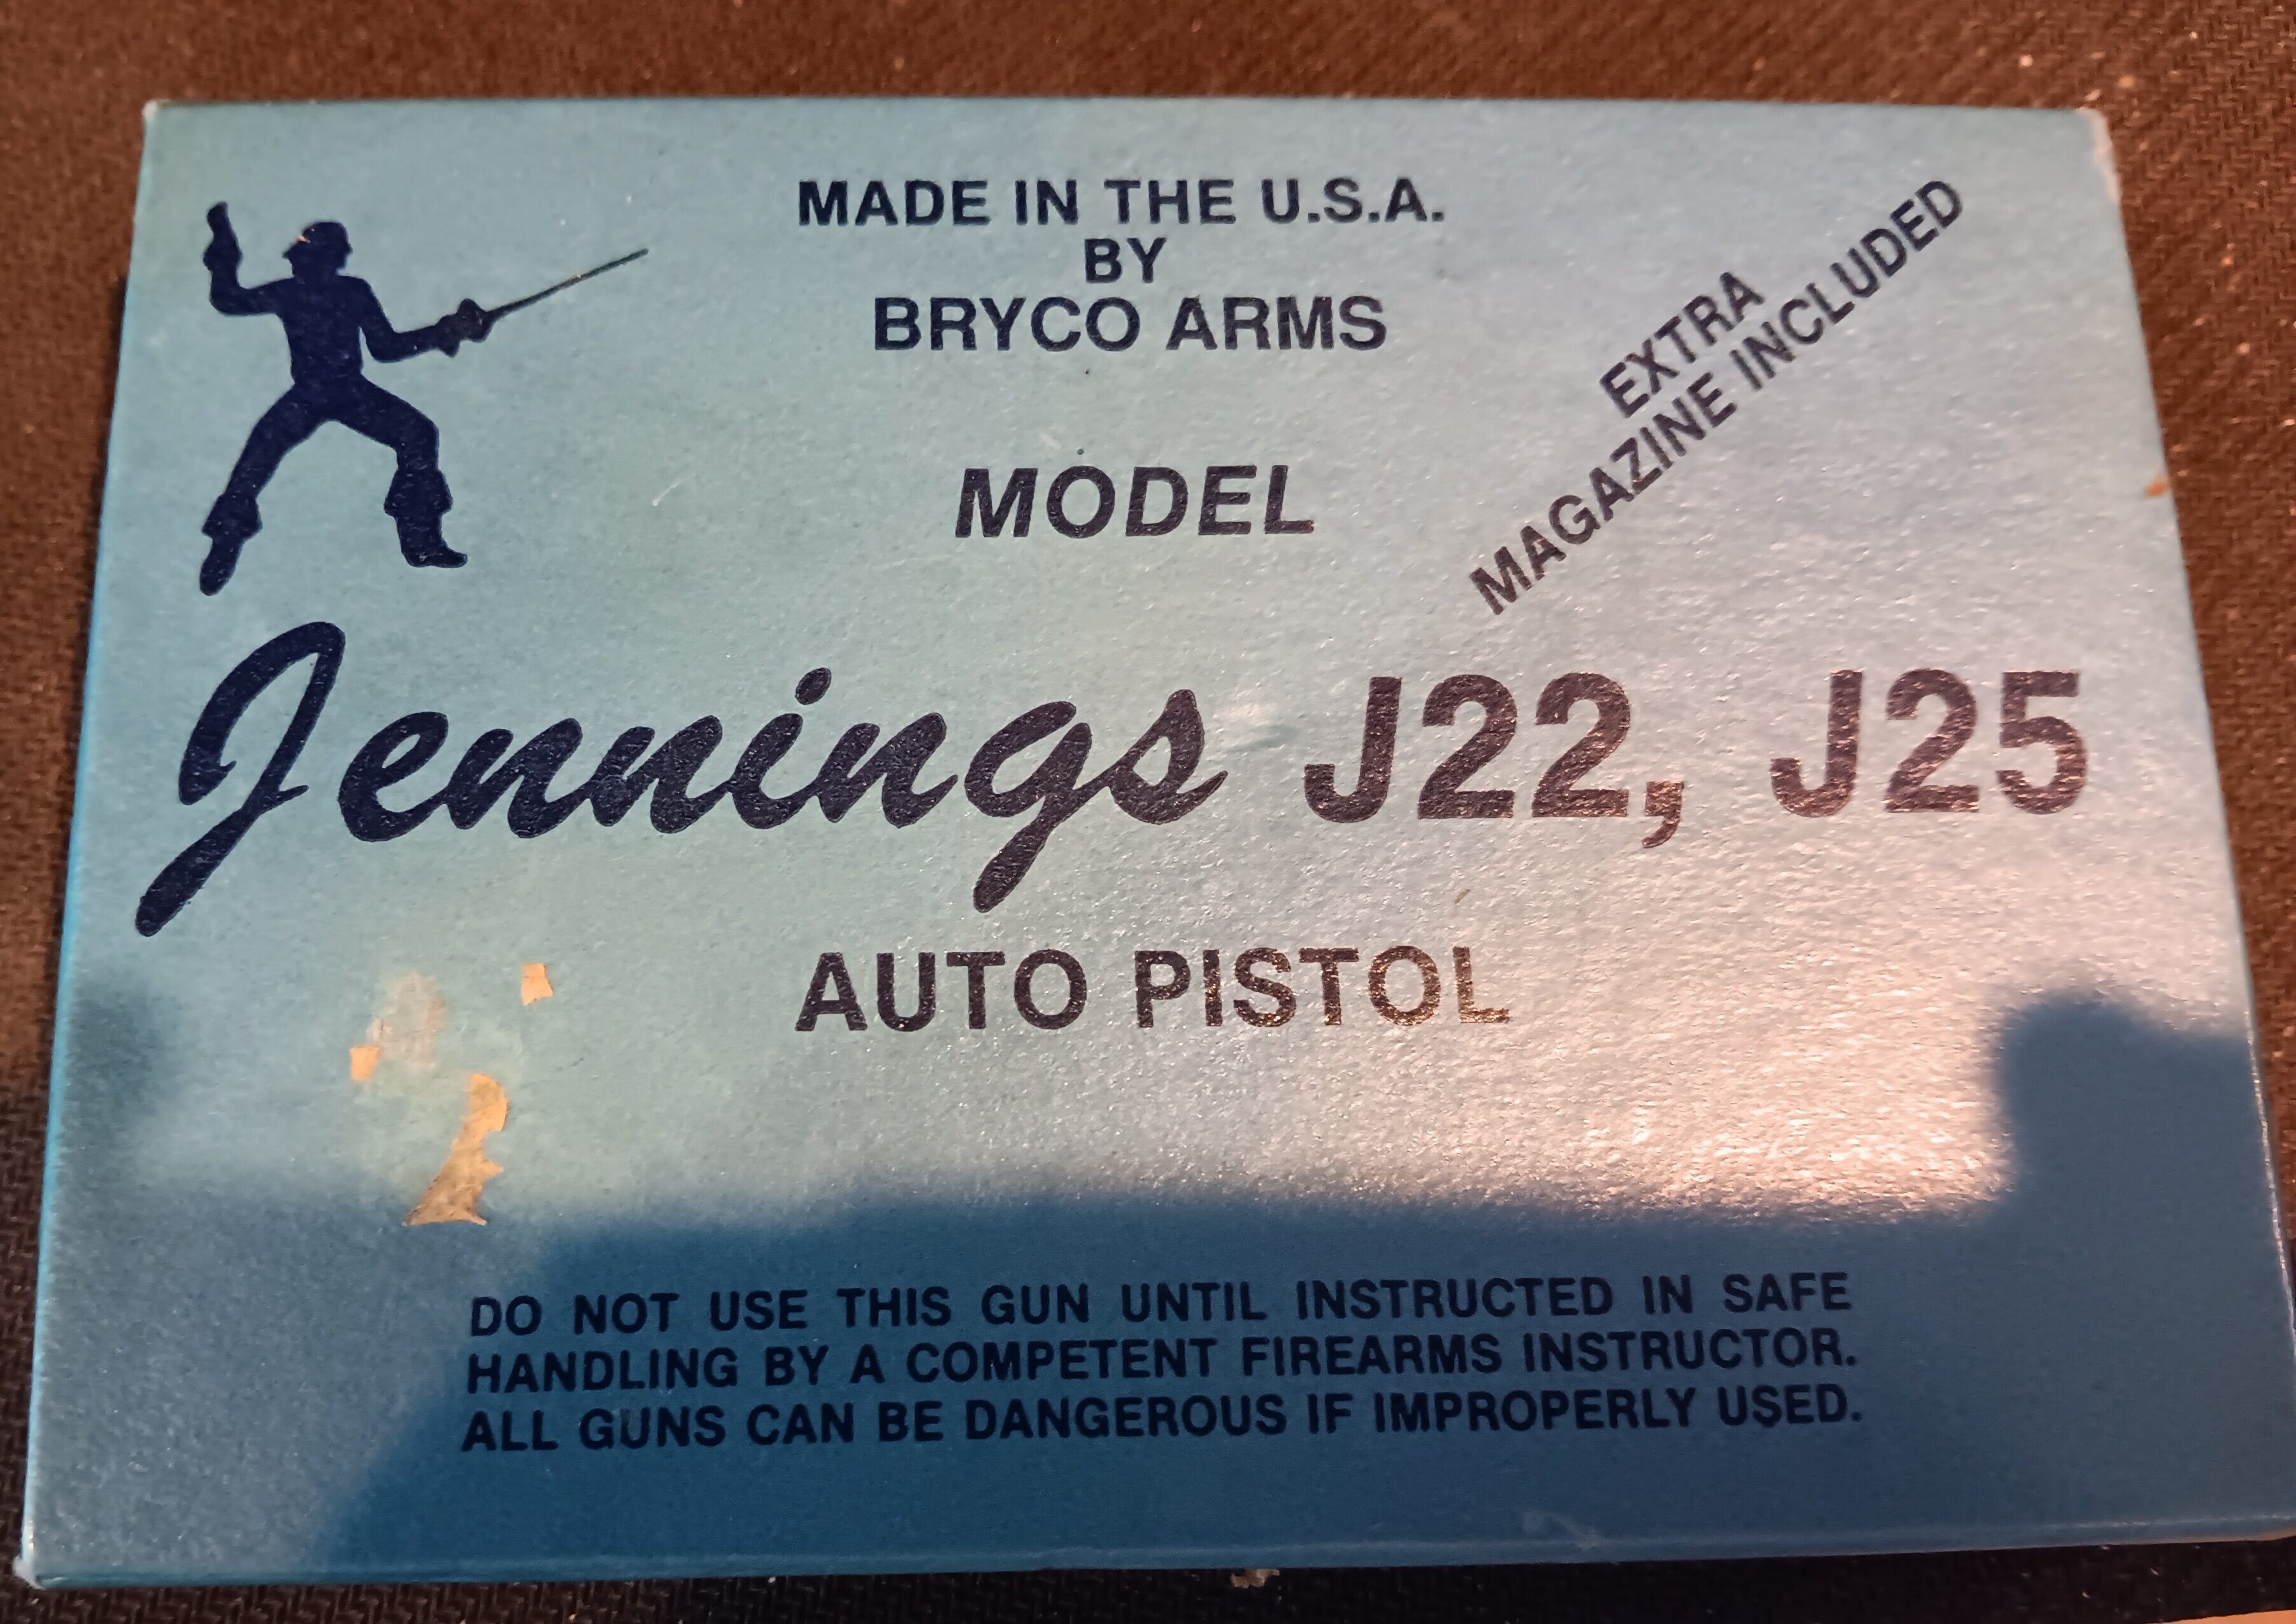 MADE IN THE U.S.A.
BY
BRYCO ARMS
EXTRA
MAGAZINE INCLUDED
MODEL
Jennings J22, J25
AUTO PISTOL
DO NOT USE THIS GUN UNTIL INSTRUCTED IN SAFE
HANDLING BY A COMPETENT FIREARMS INSTRUCTOR.
ALL GUNS CAN BE DANGEROUS IF IMPROPERLY USED.